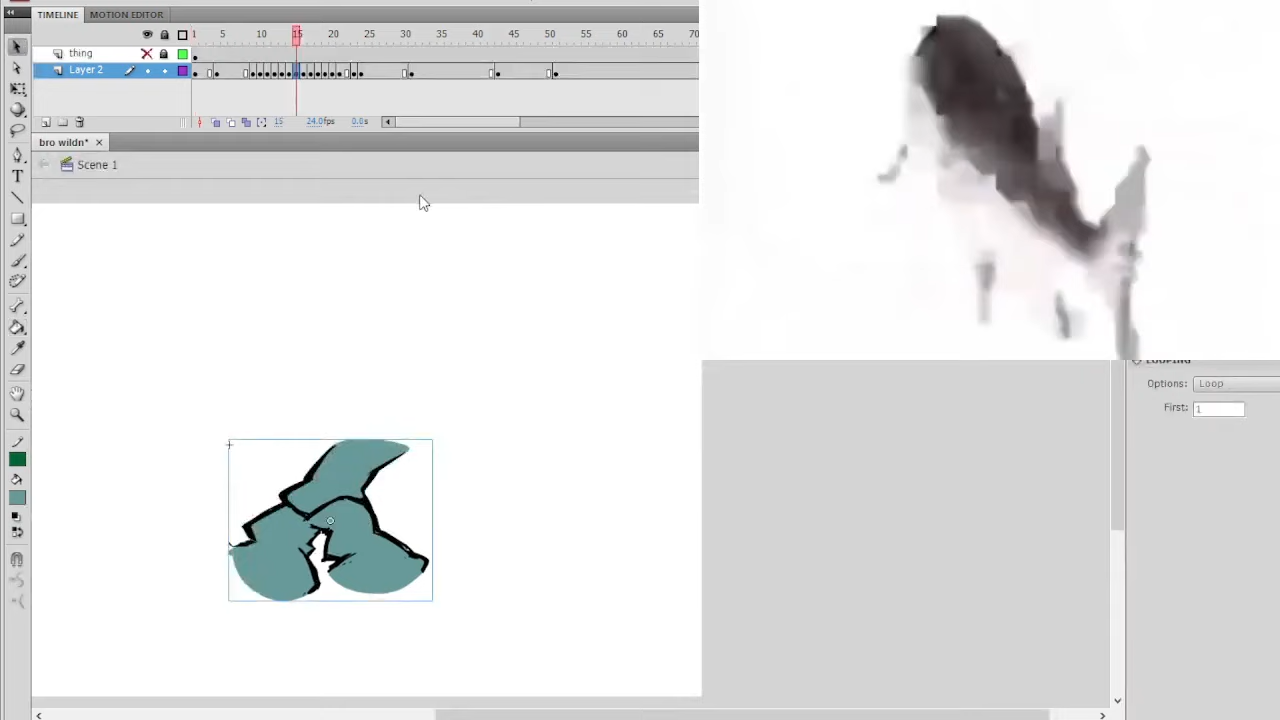 TIMELINE MOTION EDITOR
1 5 10 15 20 25 30 35 40 45 50 55 60 65 70
thing
Layer 2
15 24.0fps 0.0s
bro wildn* ×
Scene 1
T
LOOPING
Options: Loop
First: 1